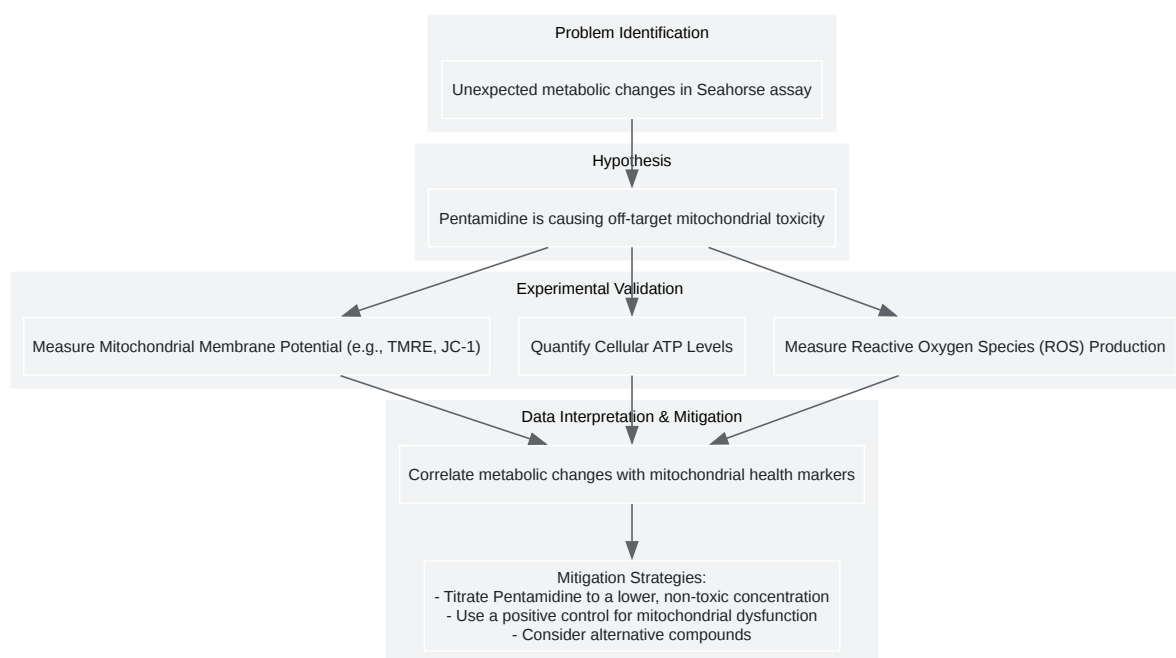 Problem Identification
Unexpected metabolic changes in Seahorse assay
Hypothesis
Pentamidine is causing off-target mitochondrial toxicity
Experimental Validation
Measure Mitochondrial Membrane Potential (e.g., TMRE, JC-1)
Quantify Cellular ATP Levels
Measure Reactive Oxygen Species (ROS) Production
Data Interpretation & Mitigation
Correlate metabolic changes with mitochondrial health markers
Mitigation Strategies:
- Titrate Pentamidine to a lower, non-toxic concentration
- Use a positive control for mitochondrial dysfunction
- Consider alternative compounds